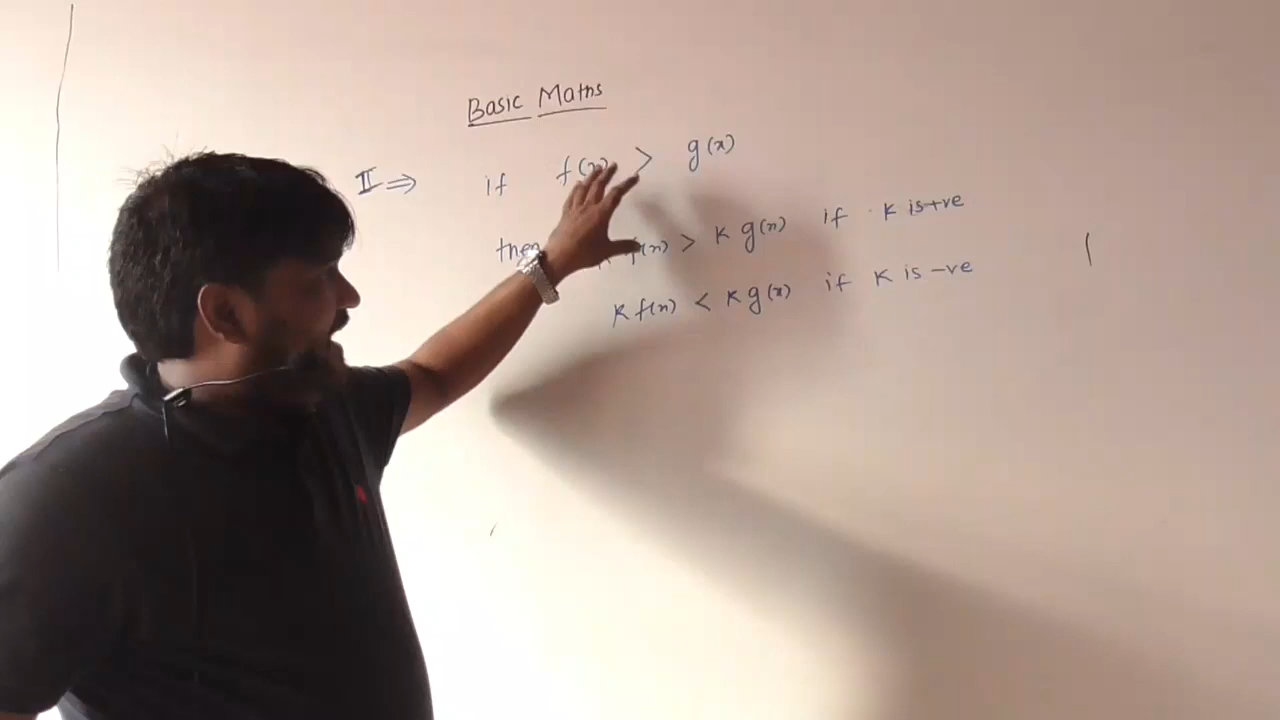 Basic Maths
II ⇒ if f(x) > g(x)
then K f(x) > K g(x) if K is +ve
K f(x) < K g(x) if K is -ve